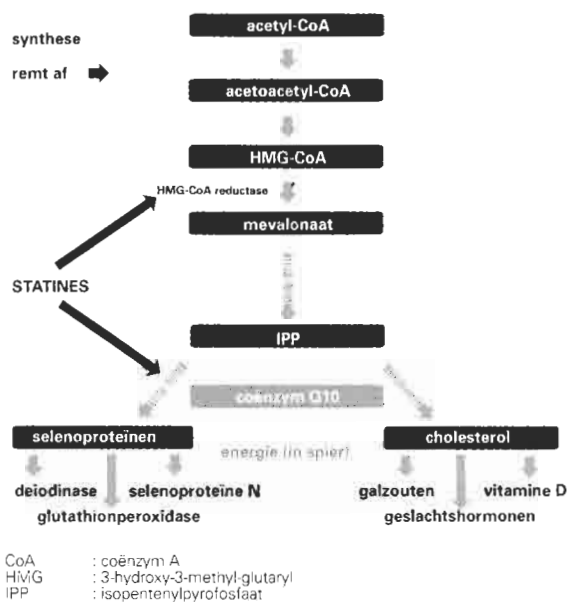 acetyl-CoA
synthese
remt af
acetoacetyl-CoA
HMG-CoA
HMG-CoA reductase
mevalonaat
STATINES
IPP
coënzym Q10
selenoproteïnen
cholesterol
energie (in spier)
deiodinase
selenoproteïne N
galzouten
vitamine D
glutathionperoxidase
geslachtshormonen
CoA : coënzym A
HMG : 3-hydroxy-3-methyl-glutaryl
IPP : isopentenylpyrofosfaat